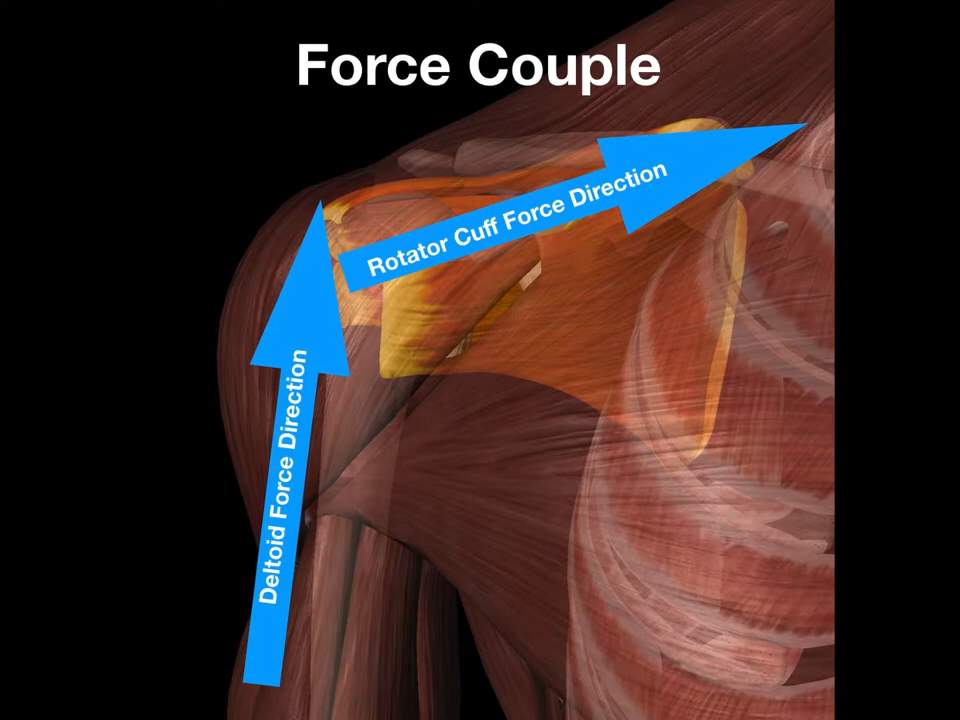 Force Couple
Rotator Cuff Force Direction
Deltoid Force Direction